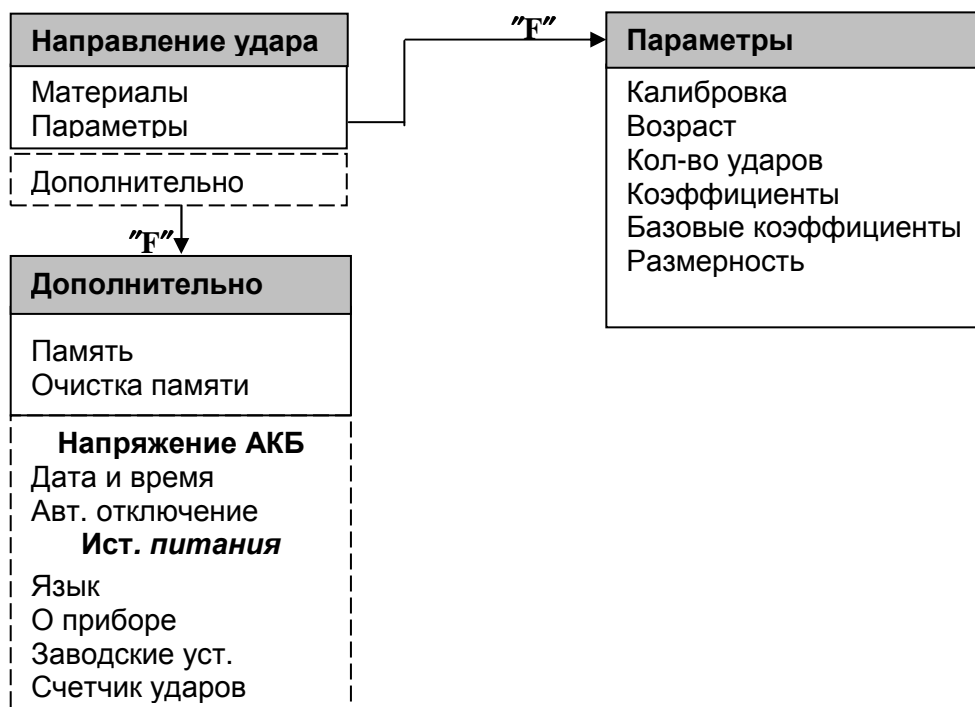 Направление удара
Материалы
Параметры
Дополнительно
"F"
Параметры
Калибровка
Возраст
Кол-во ударов
Коэффициенты
Базовые коэффициенты
Размерность
"F"
Дополнительно
Память
Очистка памяти
Напряжение АКБ
Дата и время
Авт. отключение
Ист. питания
Язык
О приборе
Заводские уст.
Счетчик ударов